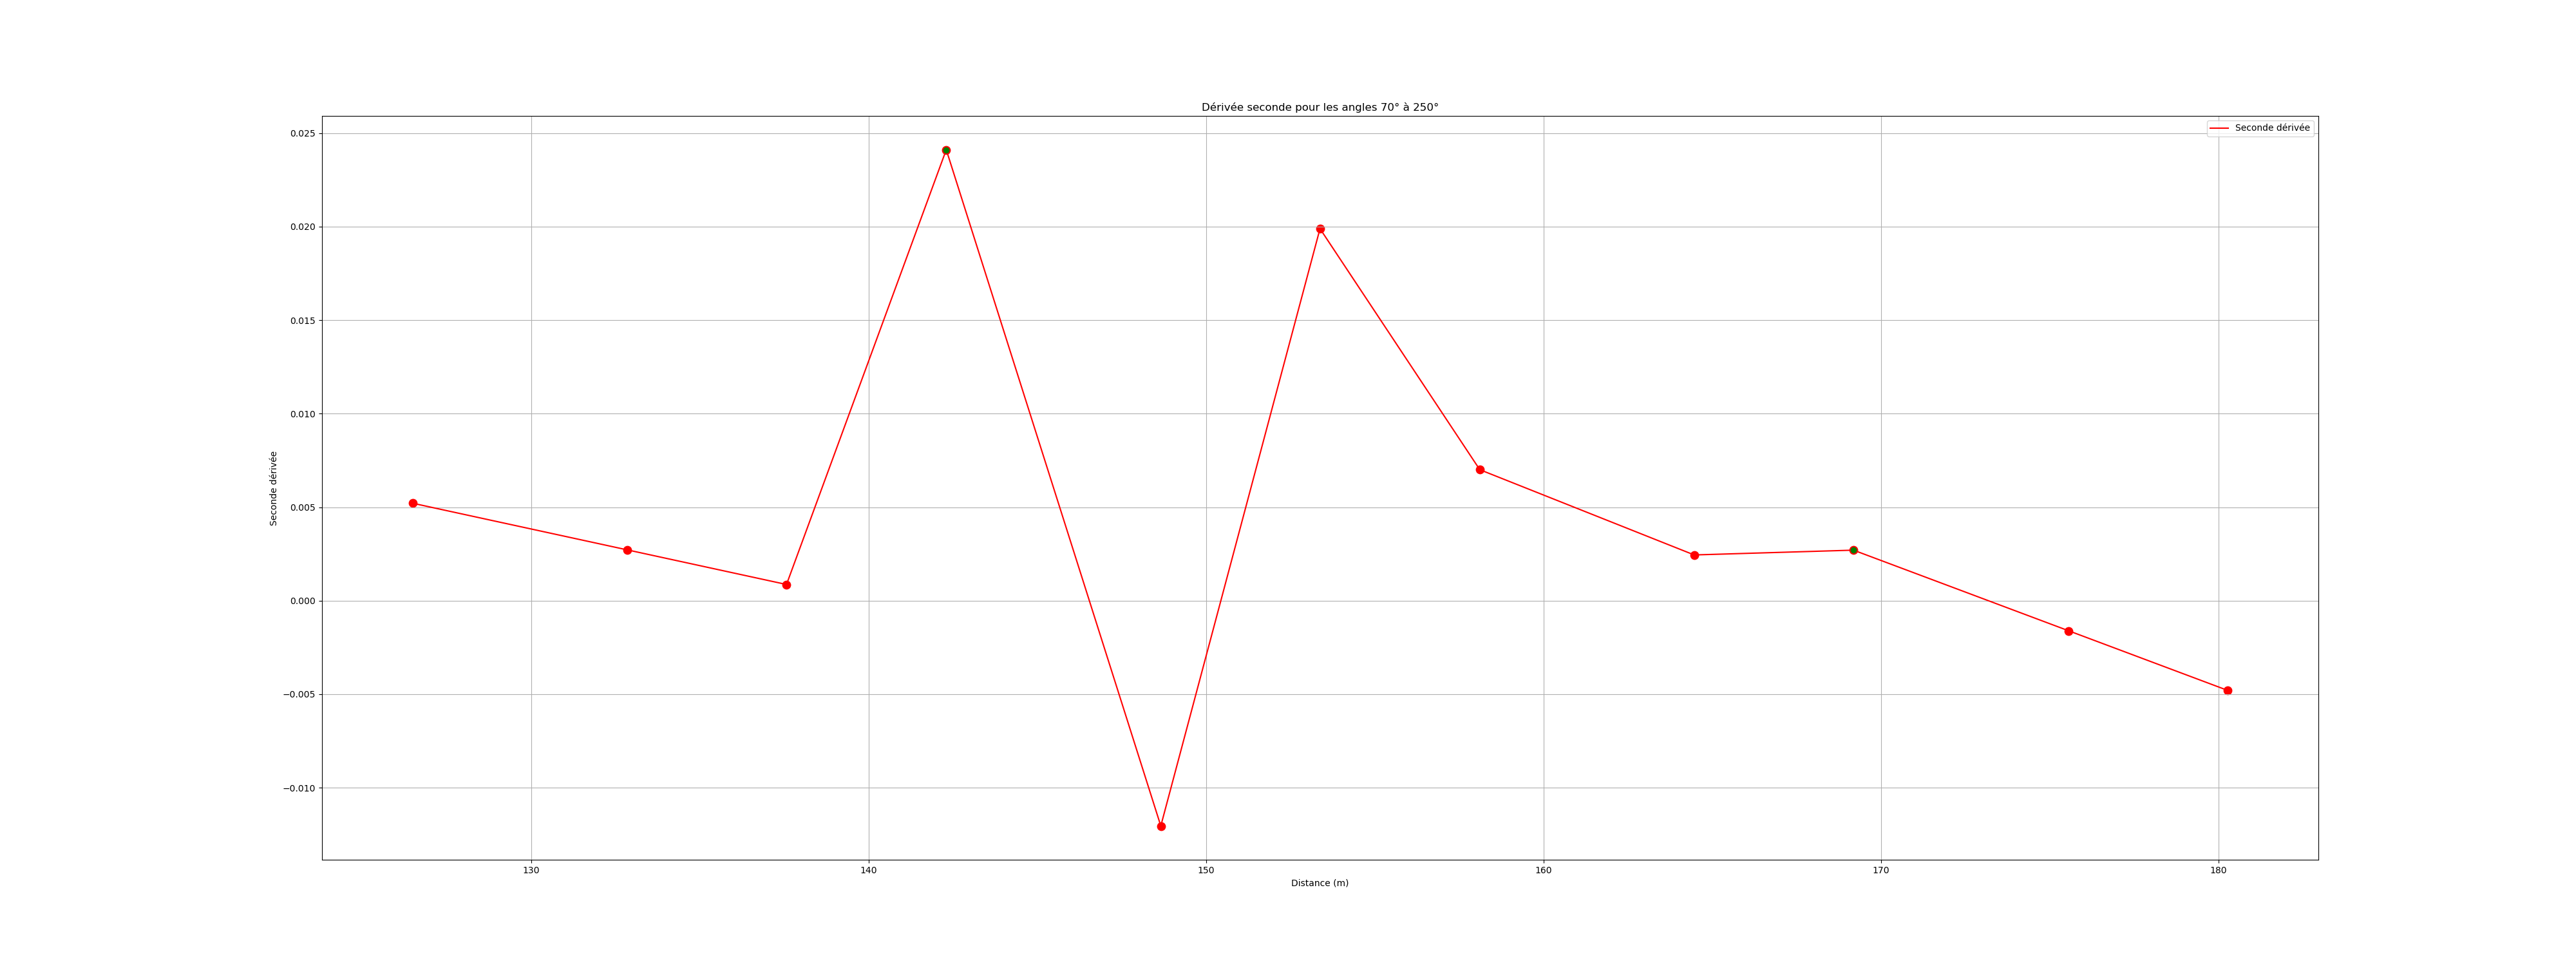 Dérivée seconde pour les angles 70° à 250°
Seconde dérivée
0.025
0.020
0.015
0.010
0.005
0.000
−0.005
−0.010
Seconde dérivée
130 140 150 160 170 180
Distance (m)